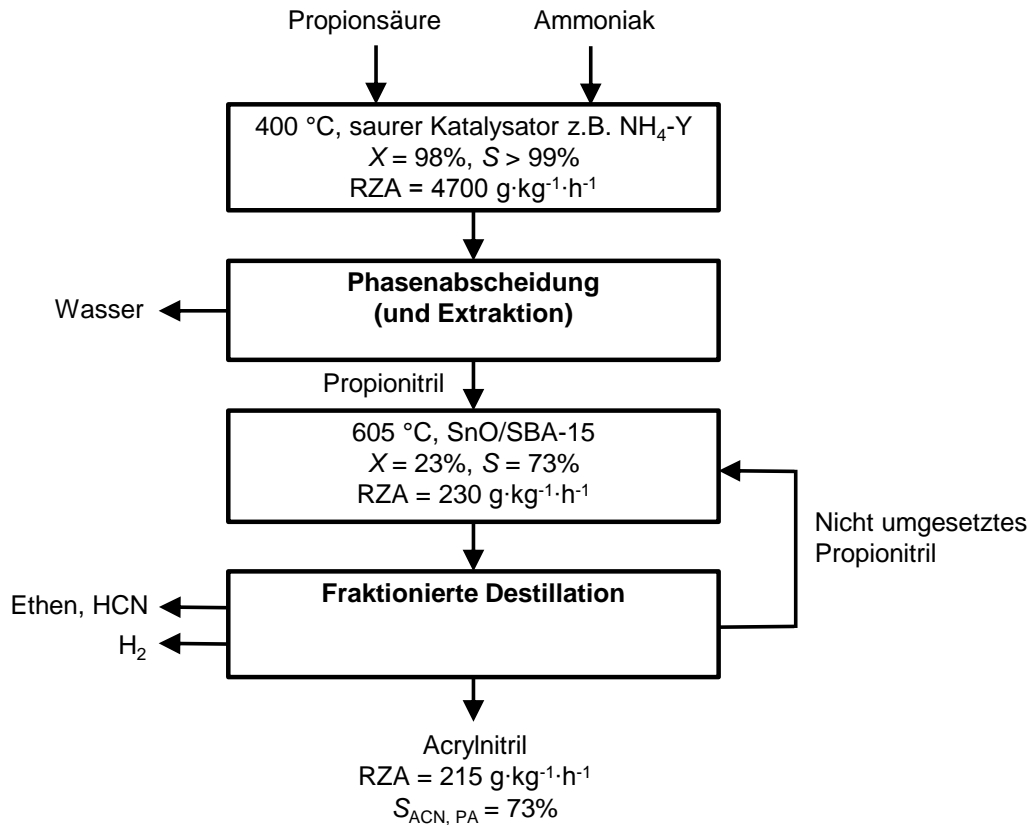 Propionsäure
Ammoniak
400 °C, saurer Katalysator z.B. NH₄-Y
X = 98%, S > 99%
RZA = 4700 g·kg⁻¹·h⁻¹
Phasenabscheidung
(und Extraktion)
Wasser
Propionitril
605 °C, SnO/SBA-15
X = 23%, S = 73%
RZA = 230 g·kg⁻¹·h⁻¹
Nicht umgesetztes
Propionitril
Fraktionierte Destillation
Ethen, HCN
H₂
Acrylnitril
RZA = 215 g·kg⁻¹·h⁻¹
S_ACN, PA = 73%